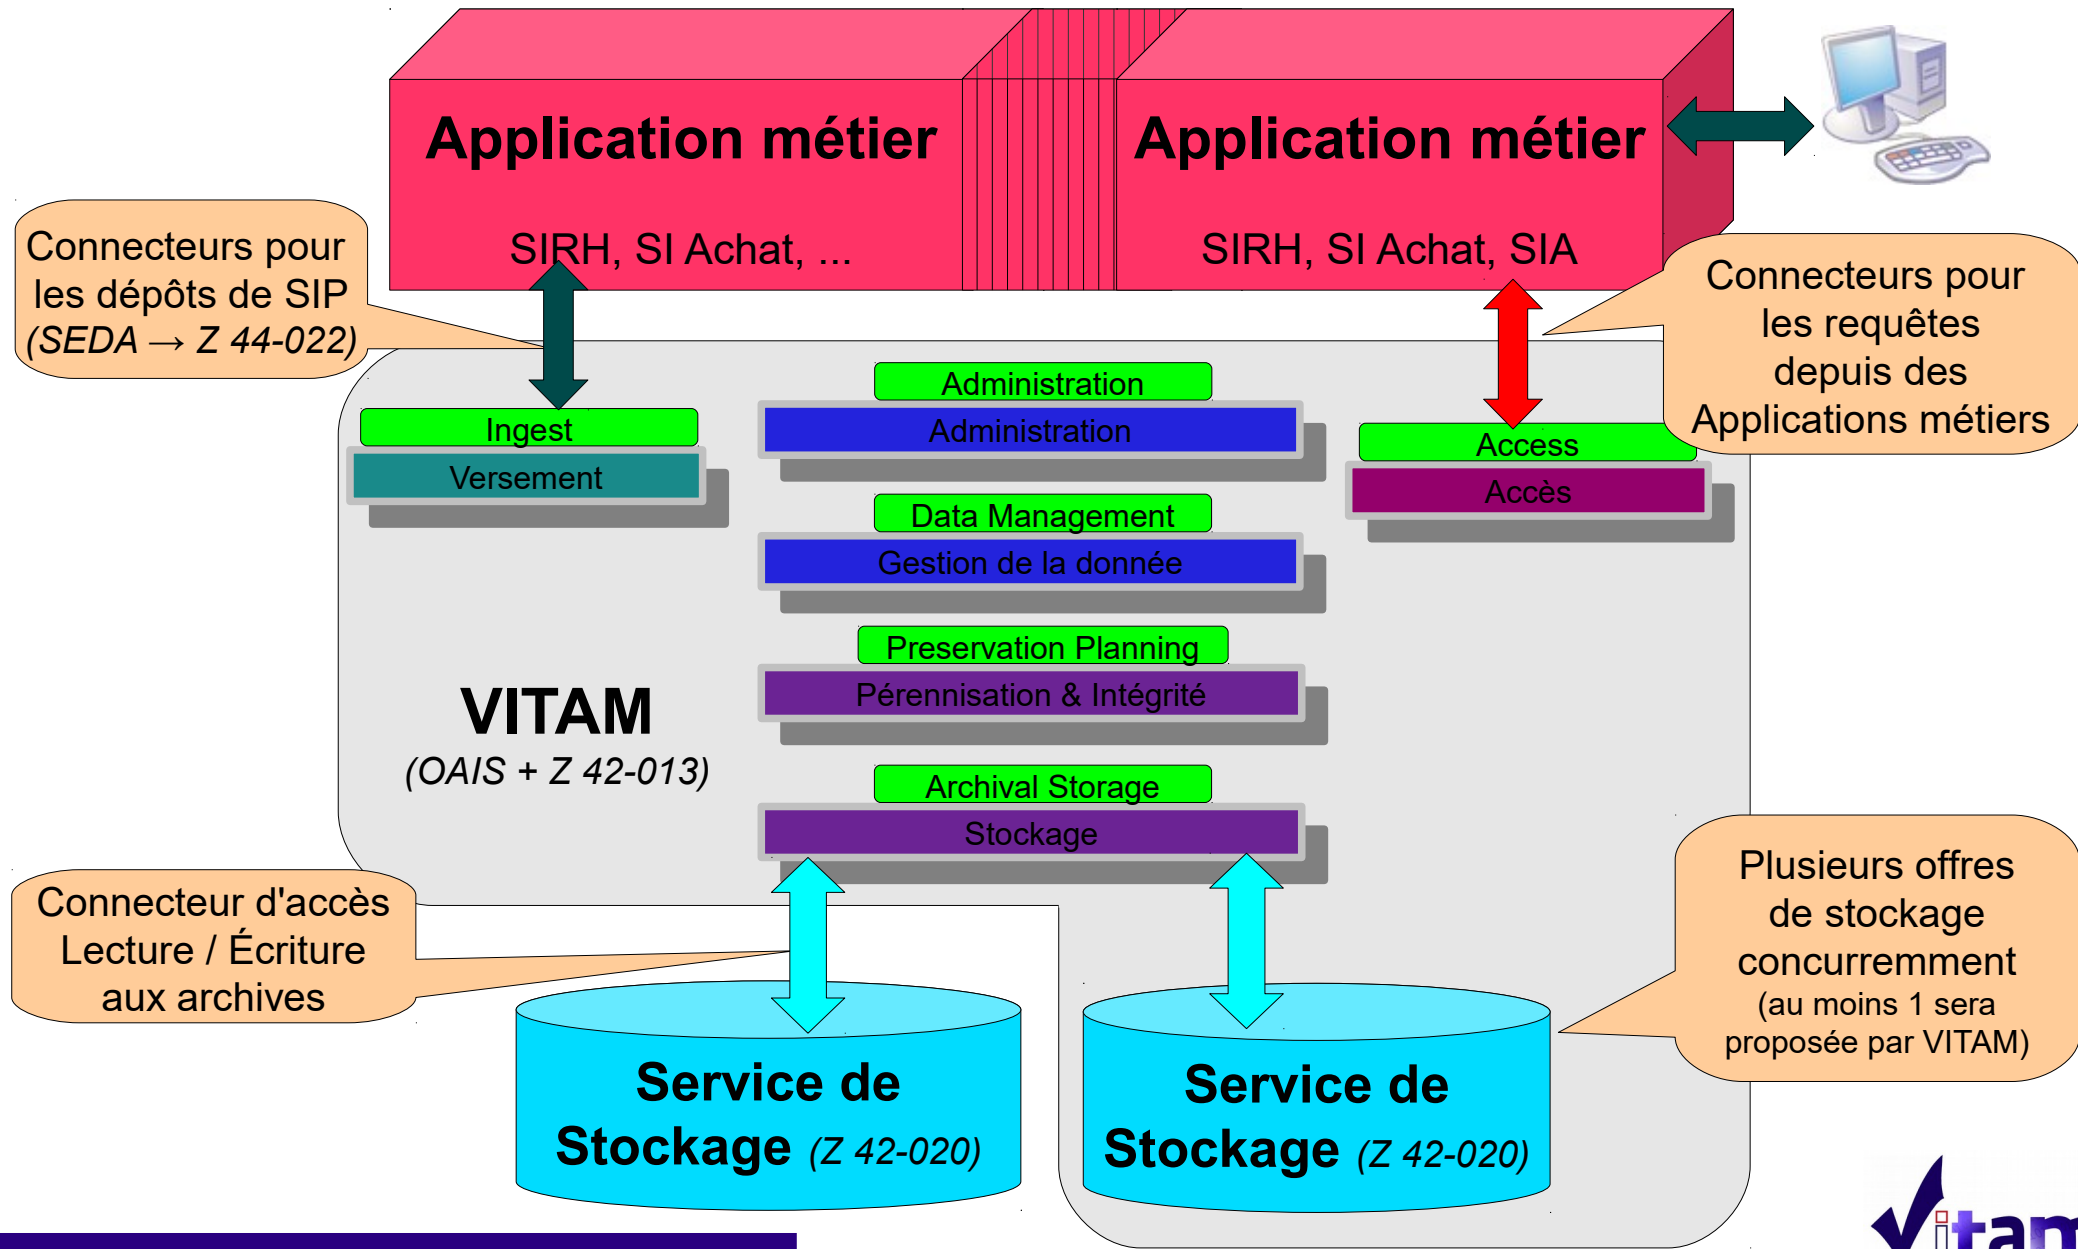 Application métier
SIRH, SI Achat, ...
Application métier
SIRH, SI Achat, SIA
Connecteurs pour
les dépôts de SIP
(SEDA → Z 44-022)
Connecteurs pour
les requêtes
depuis des
Applications métiers
Ingest
Versement
Administration
Administration
Access
Accès
Data Management
Gestion de la donnée
Preservation Planning
Pérennisation & Intégrité
VITAM
(OAIS + Z 42-013)
Archival Storage
Stockage
Connecteur d'accès
Lecture / Écriture
aux archives
Plusieurs offres
de stockage
concurremment
(au moins 1 sera
proposée par VITAM)
Service de
Stockage (Z 42-020)
Service de
Stockage (Z 42-020)
Vitam